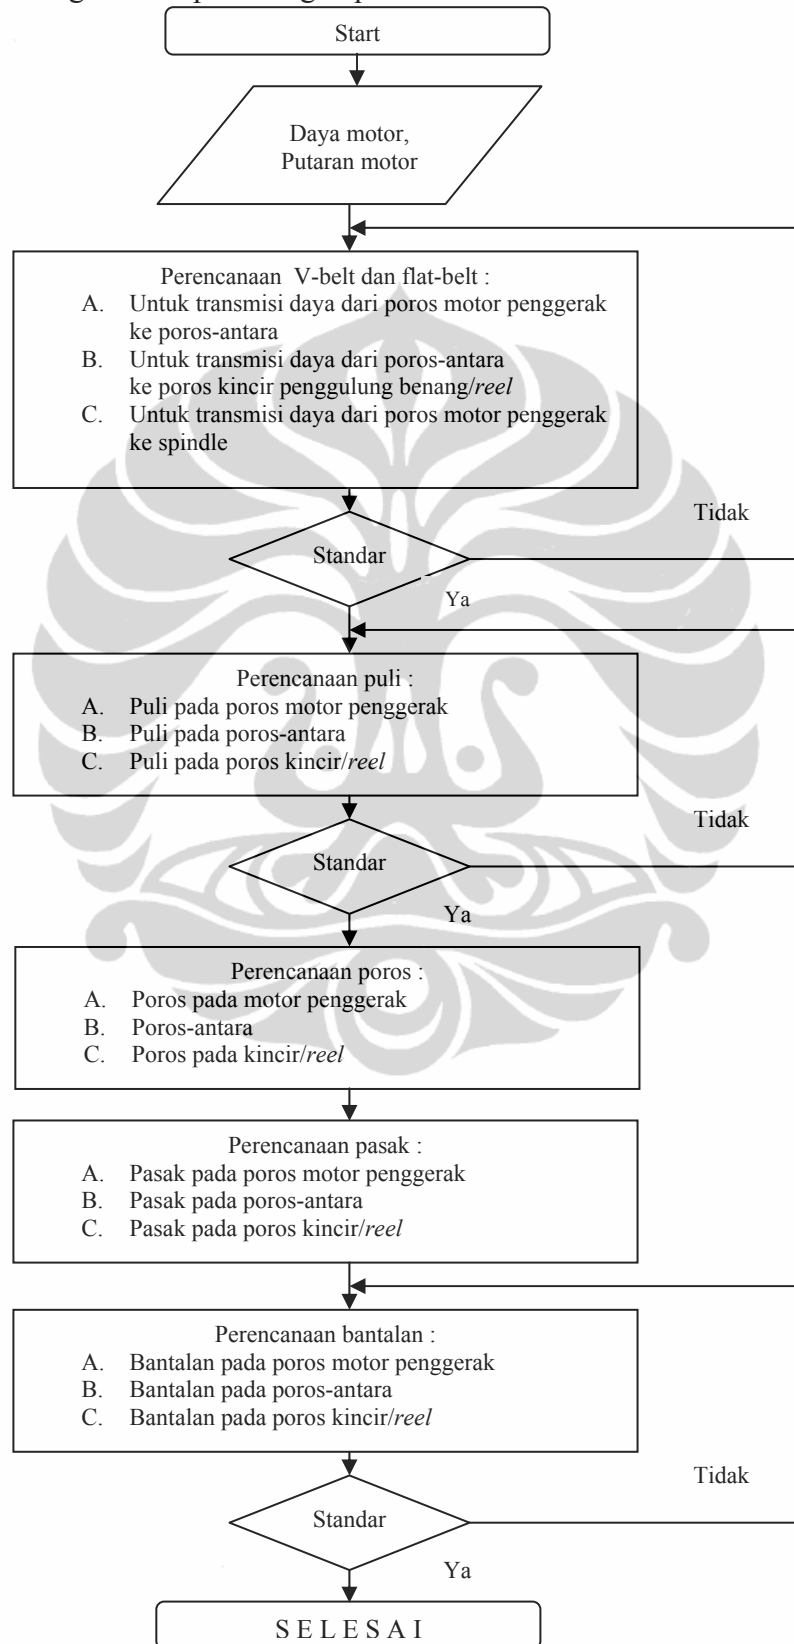 Start
Daya motor,
Putaran motor
Perencanaan V-belt dan flat-belt :
A. Untuk transmisi daya dari poros motor penggerak
ke poros-antara
B. Untuk transmisi daya dari poros-antara
ke poros kincir penggulung benang/reel
C. Untuk transmisi daya dari poros motor penggerak
ke spindle
Tidak
Standar
Ya
Perencanaan puli :
A. Puli pada poros motor penggerak
B. Puli pada poros-antara
C. Puli pada poros kincir/reel
Tidak
Standar
Ya
Perencanaan poros :
A. Poros pada motor penggerak
B. Poros-antara
C. Poros pada kincir/reel
Perencanaan pasak :
A. Pasak pada poros motor penggerak
B. Pasak pada poros-antara
C. Pasak pada poros kincir/reel
Perencanaan bantalan :
A. Bantalan pada poros motor penggerak
B. Bantalan pada poros-antara
C. Bantalan pada poros kincir/reel
Tidak
Standar
Ya
S E L E S A I